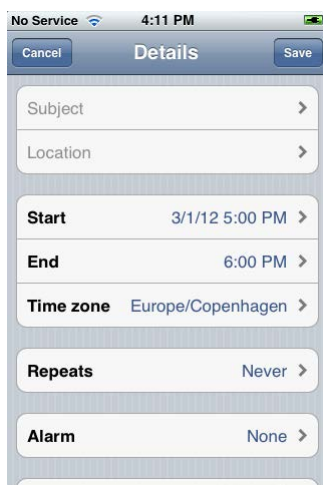 No Service 4:11 PM
Cancel Details Save
Subject
Location
Start 3/1/12 5:00 PM
End 6:00 PM
Time zone Europe/Copenhagen
Repeats Never
Alarm None